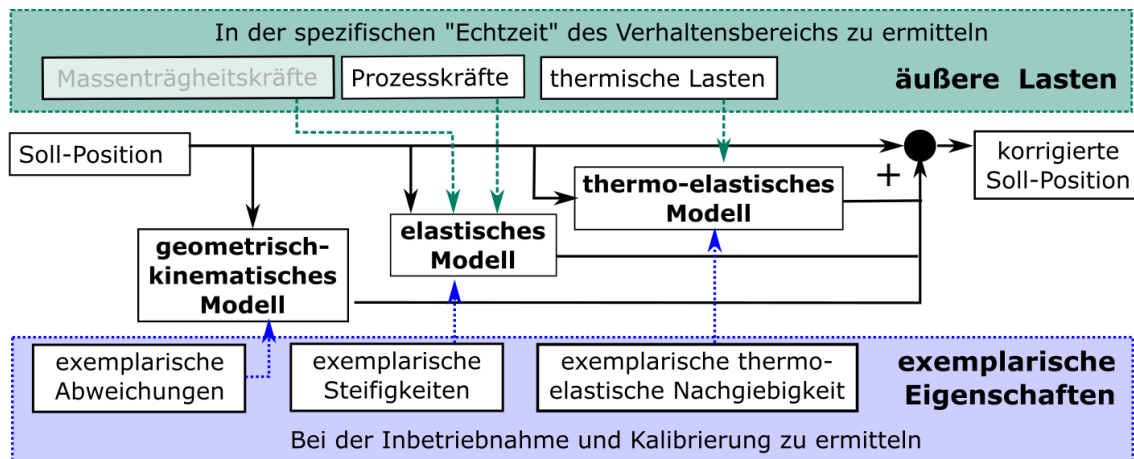 In der spezifischen "Echtzeit" des Verhaltensbereichs zu ermitteln
Massenträgheitskräfte
Prozesskräfte
thermische Lasten
äußere Lasten
Soll-Position
+
korrigierte
Soll-Position
thermo-elastisches
Modell
elastisches
Modell
geometrisch-
kinematisches
Modell
exemplarische
Abweichungen
exemplarische
Steifigkeiten
exemplarische thermo-
elastische Nachgiebigkeit
exemplarische
Eigenschaften
Bei der Inbetriebnahme und Kalibrierung zu ermitteln